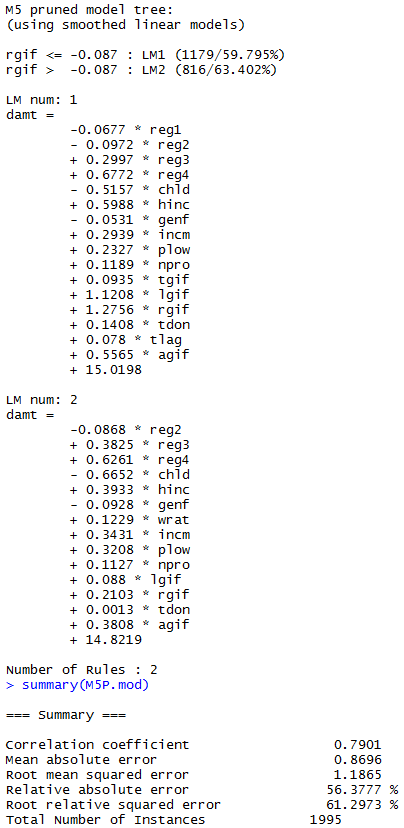 M5 pruned model tree:
(using smoothed linear models)
rgif <= -0.087 : LM1 (1179/59.795%)
rgif >  -0.087 : LM2 (816/63.402%)
LM num: 1
damt =
-0.0677 * reg1
- 0.0972 * reg2
+ 0.2997 * reg3
+ 0.6772 * reg4
- 0.5157 * chld
+ 0.5988 * hinc
- 0.0531 * genf
+ 0.2939 * incm
+ 0.2327 * plow
+ 0.1189 * npro
+ 0.0935 * tgif
+ 1.1208 * lgif
+ 1.2756 * rgif
+ 0.1408 * tdon
+ 0.078 * tlag
+ 0.5565 * agif
+ 15.0198
LM num: 2
damt =
-0.0868 * reg2
+ 0.3825 * reg3
+ 0.6261 * reg4
- 0.6652 * chld
+ 0.3933 * hinc
- 0.0928 * genf
+ 0.1229 * wrat
+ 0.3431 * incm
+ 0.3208 * plow
+ 0.1127 * npro
+ 0.088 * lgif
+ 0.2103 * rgif
+ 0.0013 * tdon
+ 0.3808 * agif
+ 14.8219
Number of Rules : 2
> summary(M5P.mod)
=== Summary ===
Correlation coefficient 0.7901
Mean absolute error 0.8696
Root mean squared error 1.1865
Relative absolute error 56.3777 %
Root relative squared error 61.2973 %
Total Number of Instances 1995